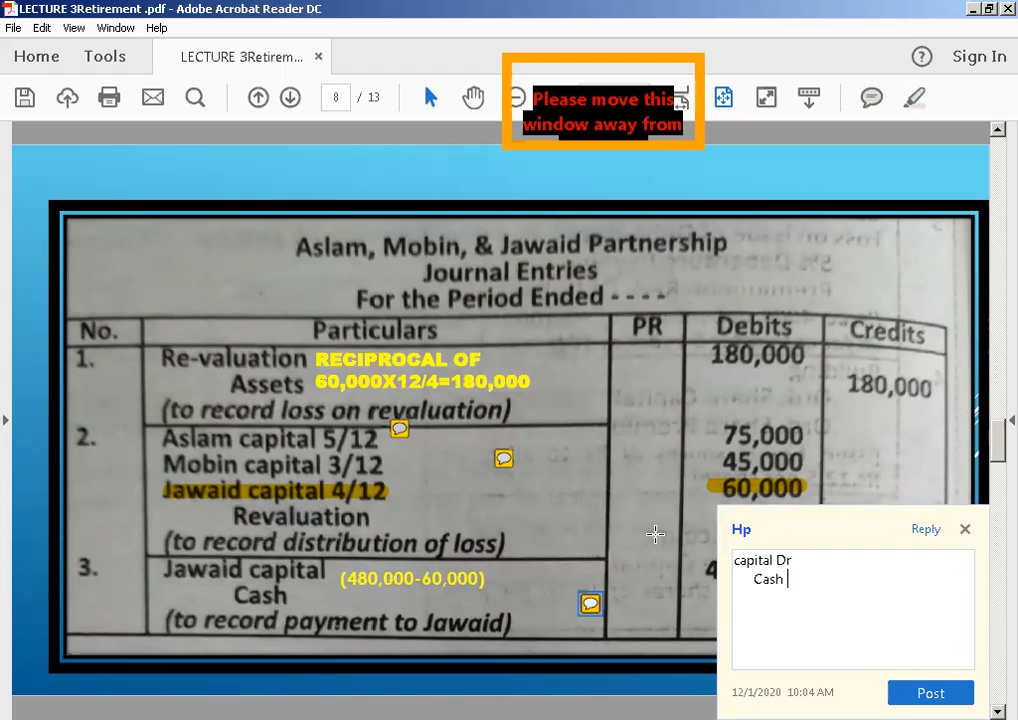 LECTURE 3Retirement .pdf - Adobe Acrobat Reader DC
File Edit View Window Help
Home Tools LECTURE 3Retirem... × Sign In
8 / 13
Please move this
window away from
Aslam, Mobin, & Jawaid Partnership
Journal Entries
For the Period Ended - - - -
No. Particulars PR Debits Credits
1. Re-valuation RECIPROCAL OF 180,000
Assets 60,000X12/4=180,000 180,000
(to record loss on revaluation)
2. Aslam capital 5/12 75,000
Mobin capital 3/12 45,000
Jawaid capital 4/12 60,000
Revaluation
(to record distribution of loss)
3. Jawaid capital (480,000-60,000) 4
Cash
(to record payment to Jawaid)
Hp Reply
capital Dr
Cash
12/1/2020 10:04 AM Post